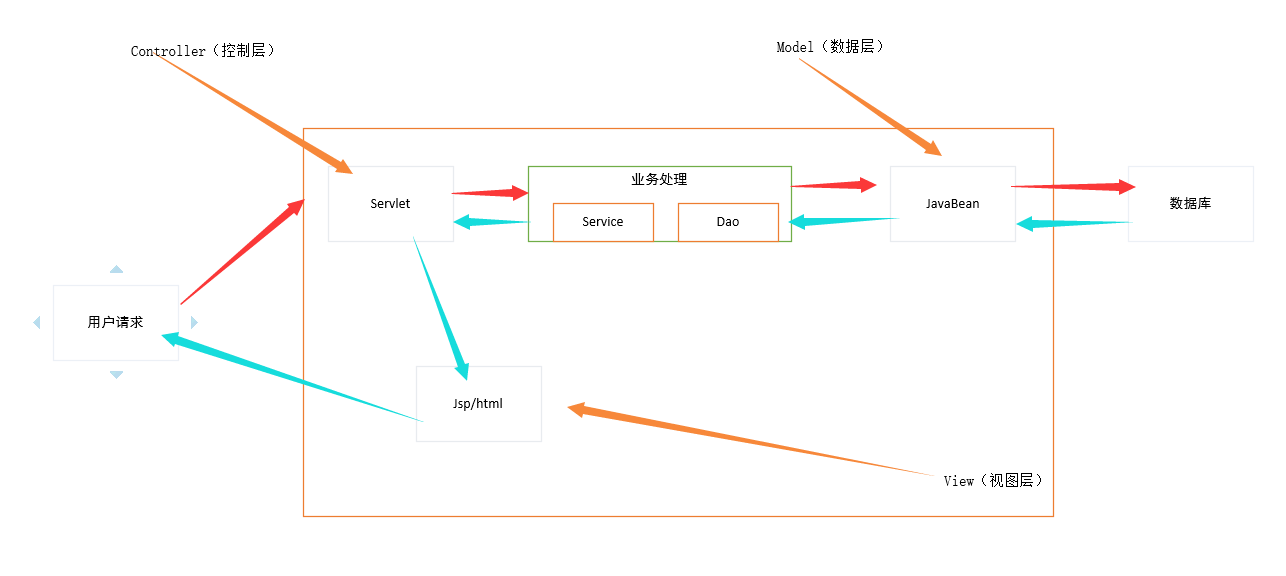 Controller（控制层）
Model（数据层）
业务处理
Servlet
Service
Dao
JavaBean
数据库
用户请求
Jsp/html
View（视图层）